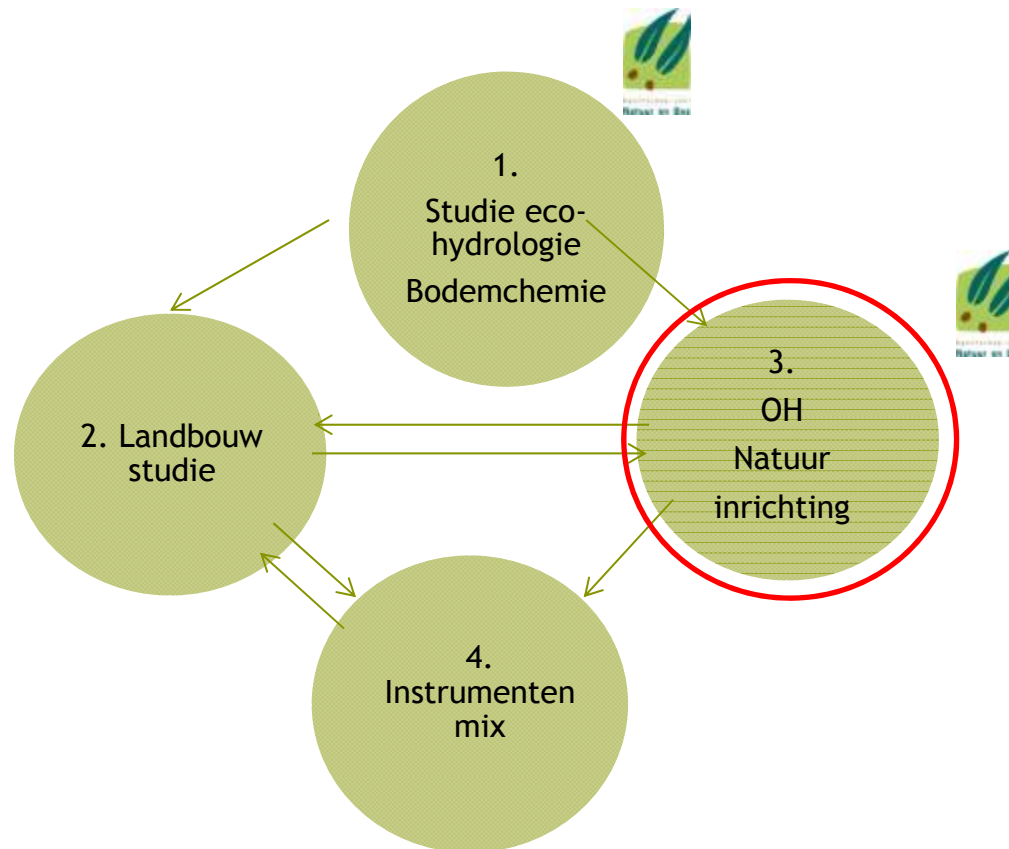 1.
Studie eco-
hydrologie
Bodemchemie
3.
OH
Natuur
inrichting
2. Landbouw
studie
4.
Instrumenten
mix